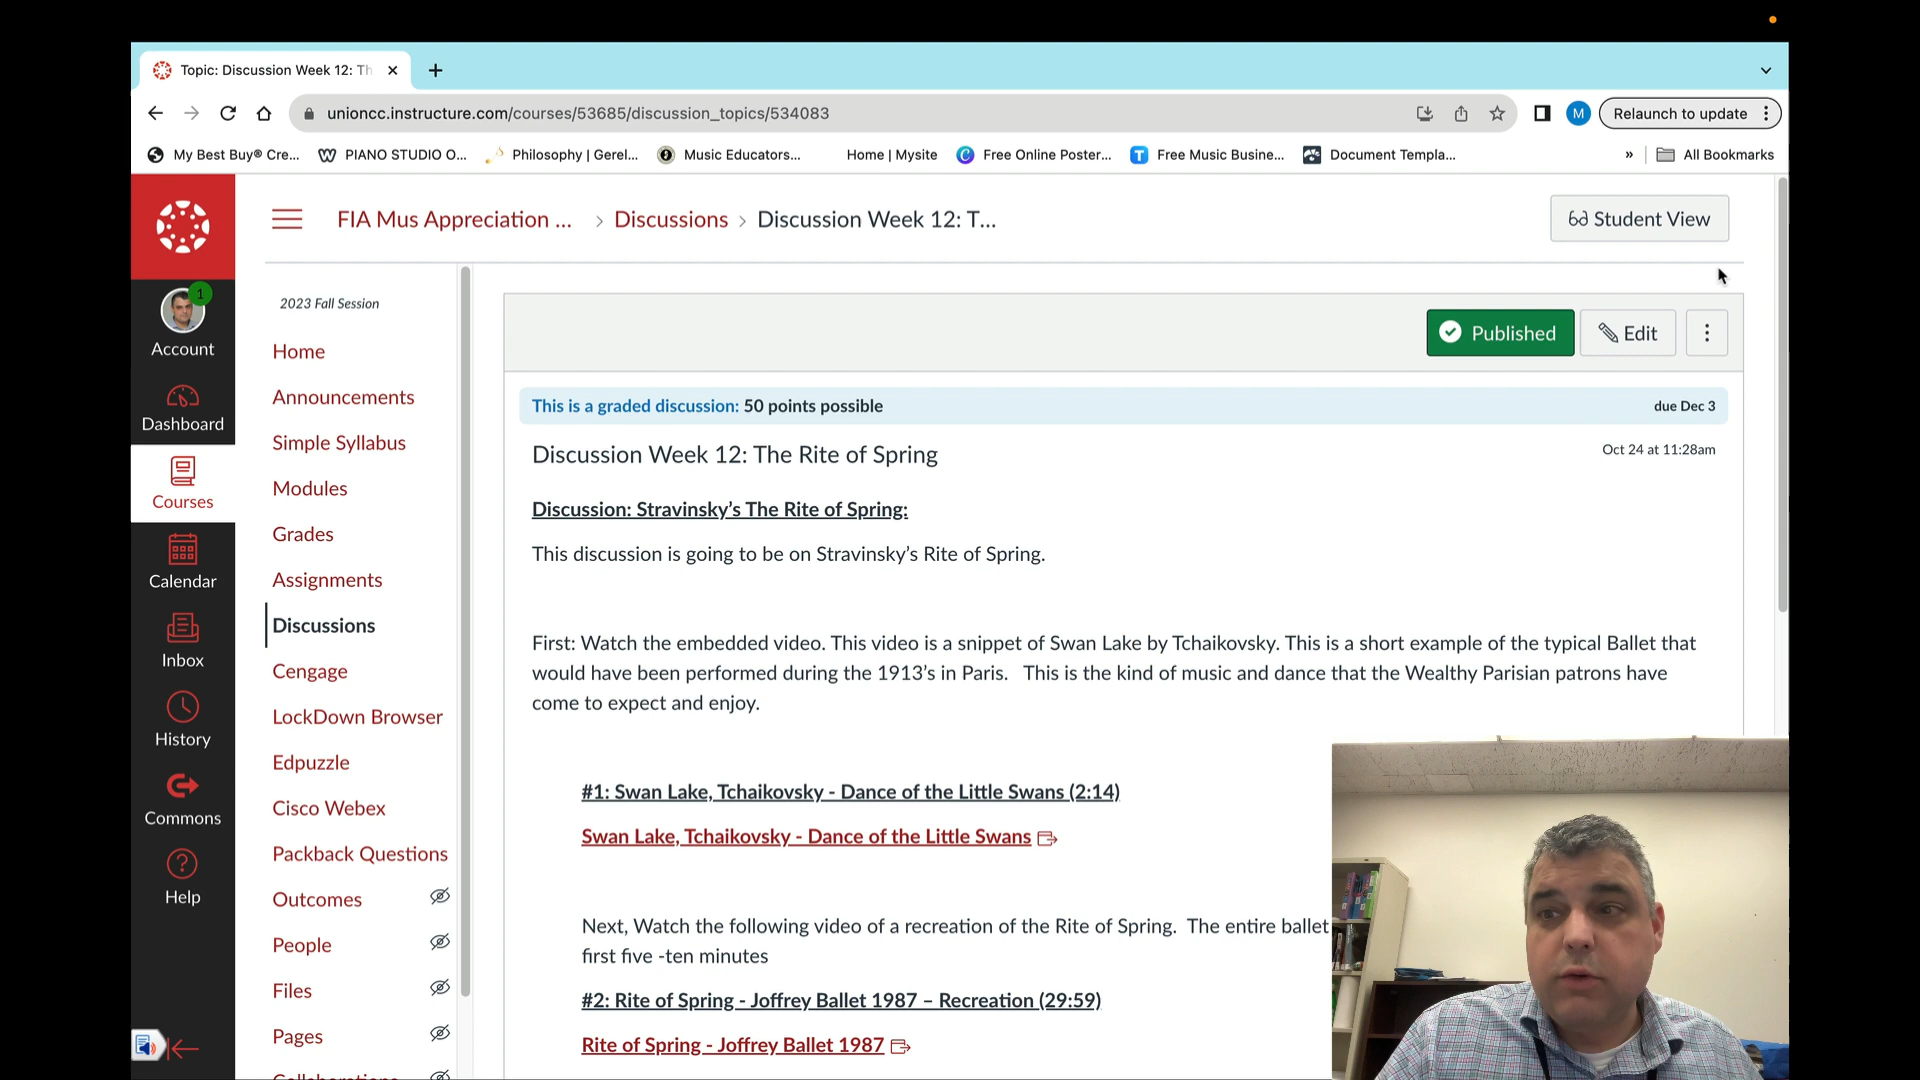 Topic: Discussion Week 12: Th
unioncc.instructure.com/courses/53685/discussion_topics/534083
M
Relaunch to update
My Best Buy® Cre...
PIANO STUDIO O...
Philosophy | Gerel...
Music Educators...
Home | Mysite
Free Online Poster...
Free Music Busine...
Document Templa...
»
All Bookmarks
FIA Mus Appreciation ...
Discussions
Discussion Week 12: T...
Student View
1
Account
Dashboard
Courses
Calendar
Inbox
History
Commons
Help
2023 Fall Session
Home
Announcements
Simple Syllabus
Modules
Grades
Assignments
Discussions
Cengage
LockDown Browser
Edpuzzle
Cisco Webex
Packback Questions
Outcomes
People
Files
Pages
Collaborations
Published
Edit
This is a graded discussion: 50 points possible
due Dec 3
Discussion Week 12: The Rite of Spring
Oct 24 at 11:28am
Discussion: Stravinsky’s The Rite of Spring:
This discussion is going to be on Stravinsky’s Rite of Spring.
First: Watch the embedded video. This video is a snippet of Swan Lake by Tchaikovsky. This is a short example of the typical Ballet that
would have been performed during the 1913’s in Paris.   This is the kind of music and dance that the Wealthy Parisian patrons have
come to expect and enjoy.
#1: Swan Lake, Tchaikovsky - Dance of the Little Swans (2:14)
Swan Lake, Tchaikovsky - Dance of the Little Swans
Next, Watch the following video of a recreation of the Rite of Spring.  The entire ballet
first five -ten minutes
#2: Rite of Spring - Joffrey Ballet 1987 – Recreation (29:59)
Rite of Spring - Joffrey Ballet 1987